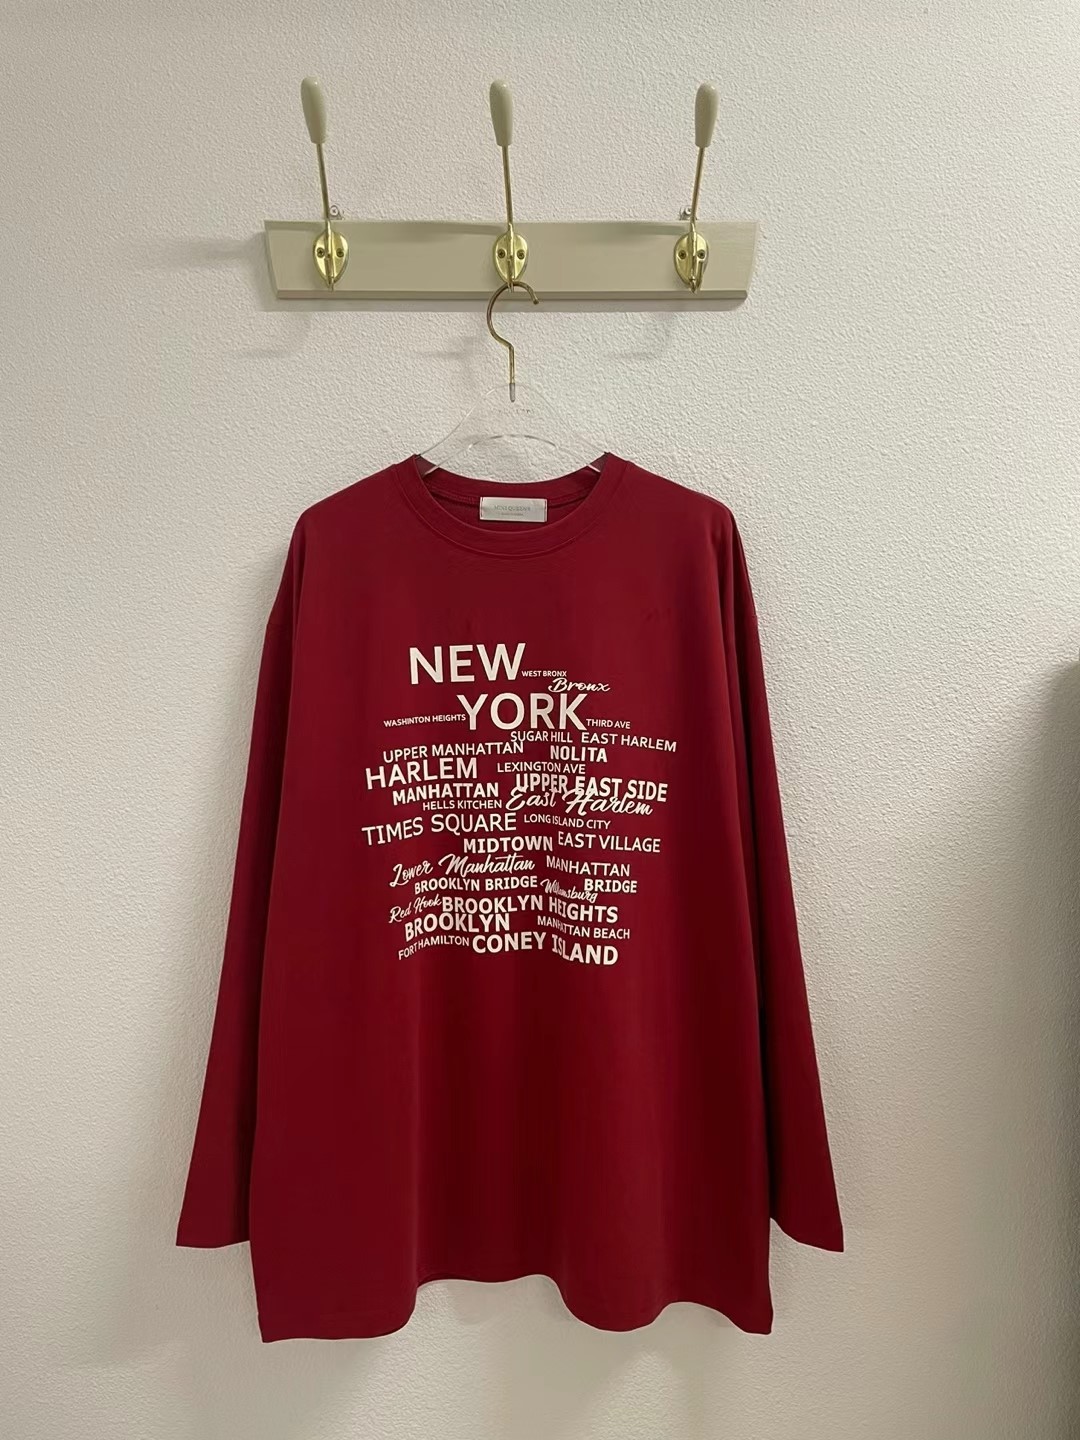 NEW WEST BRONX
Bronx
WASHINTON HEIGHTS YORK THIRD AVE
SUGAR HILL EAST HARLEM
UPPER MANHATTAN NOLITA
HARLEM LEXINGTON AVE
MANHATTAN UPPER EAST SIDE
HELLS KITCHEN East Harlem
TIMES SQUARE LONG ISLAND CITY
MIDTOWN EAST VILLAGE
Lower Manhattan MANHATTAN
BROOKLYN BRIDGE Williamsburg BRIDGE
Red Hook BROOKLYN HEIGHTS
BROOKLYN MANHATTAN BEACH
FORT HAMILTON CONEY ISLAND